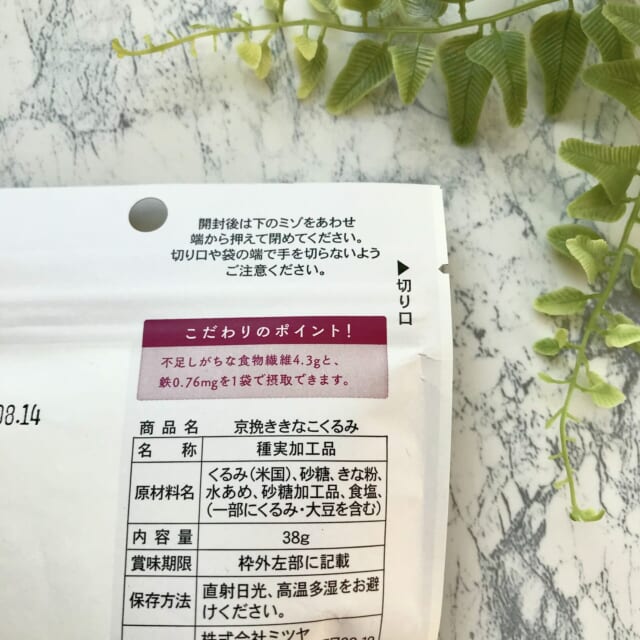 開封後は下のミゾをあわせ
端から押えて閉めてください。
切り口や袋の端で手を切らないよう
ご注意ください。
▶切り口
こだわりのポイント!
不足しがちな食物繊維4.3gと、
鉄0.76mgを1袋で摂取できます。
08.14
商品名 京挽ききなこくるみ
名称 種実加工品
原材料名 くるみ(米国)、砂糖、きな粉、
水あめ、砂糖加工品、食塩、
(一部にくるみ・大豆を含む)
内容量 38g
賞味期限 枠外左部に記載
保存方法 直射日光、高温多湿をお避
けください。
株式会社ミツヤ